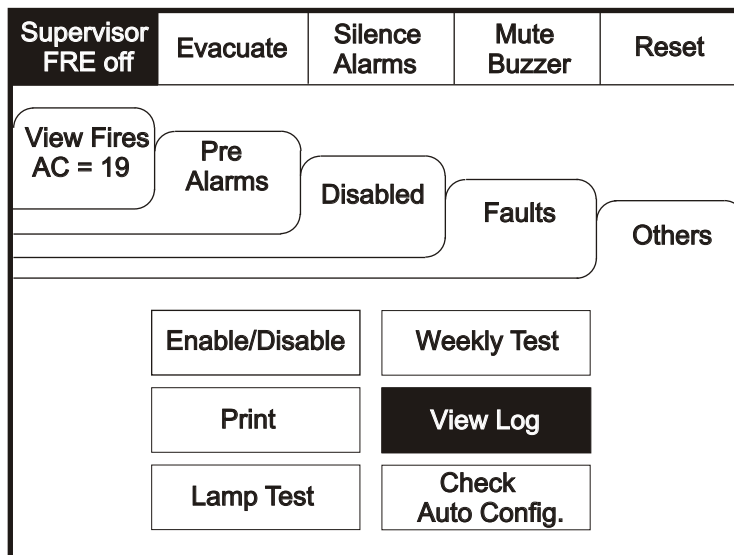 Supervisor
FRE off
Evacuate
Silence
Alarms
Mute
Buzzer
Reset
View Fires
AC = 19
Pre
Alarms
Disabled
Faults
Others
Enable/Disable
Weekly Test
Print
View Log
Lamp Test
Check
Auto Config.